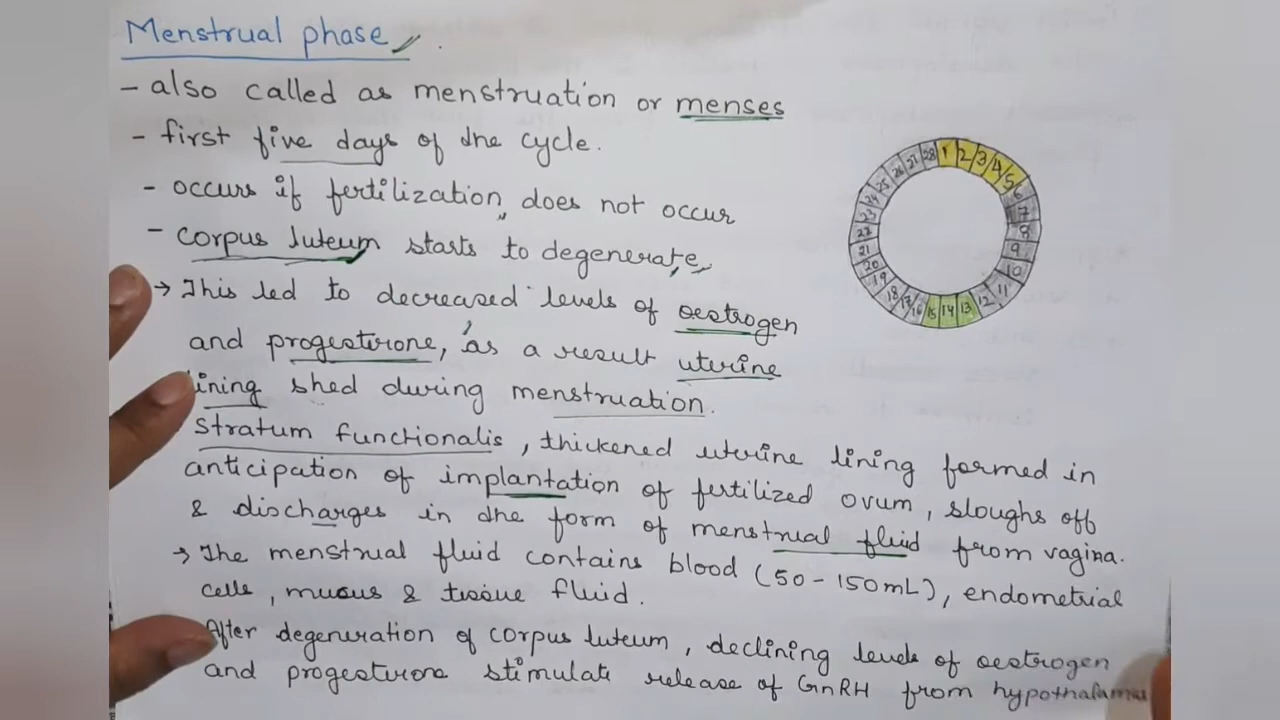 Menstrual phase
- also called as menstruation or menses
- first five days of the cycle.
- occurs if fertilization, does not occur
- corpus luteum starts to degenerate,
→ This led to decreased levels of oestrogen
and progesterone, as a result uterine
lining shed during menstruation.
Stratum functionalis, thickened uterine lining formed in
anticipation of implantation of fertilized ovum, sloughs off
& discharges in the form of menstrual fluid from vagina.
→ The menstrual fluid contains blood (50-150mL), endometrial
cells, mucus & tissue fluid.
After degeneration of corpus luteum, declining levels of oestrogen
and progesterone stimulate release of GnRH from hypothalamus
1 2 3 4 5 6 7 8 9 10 11 12 13 14 15 16 17 18 19 20 21 22 23 24 25 26 27 28